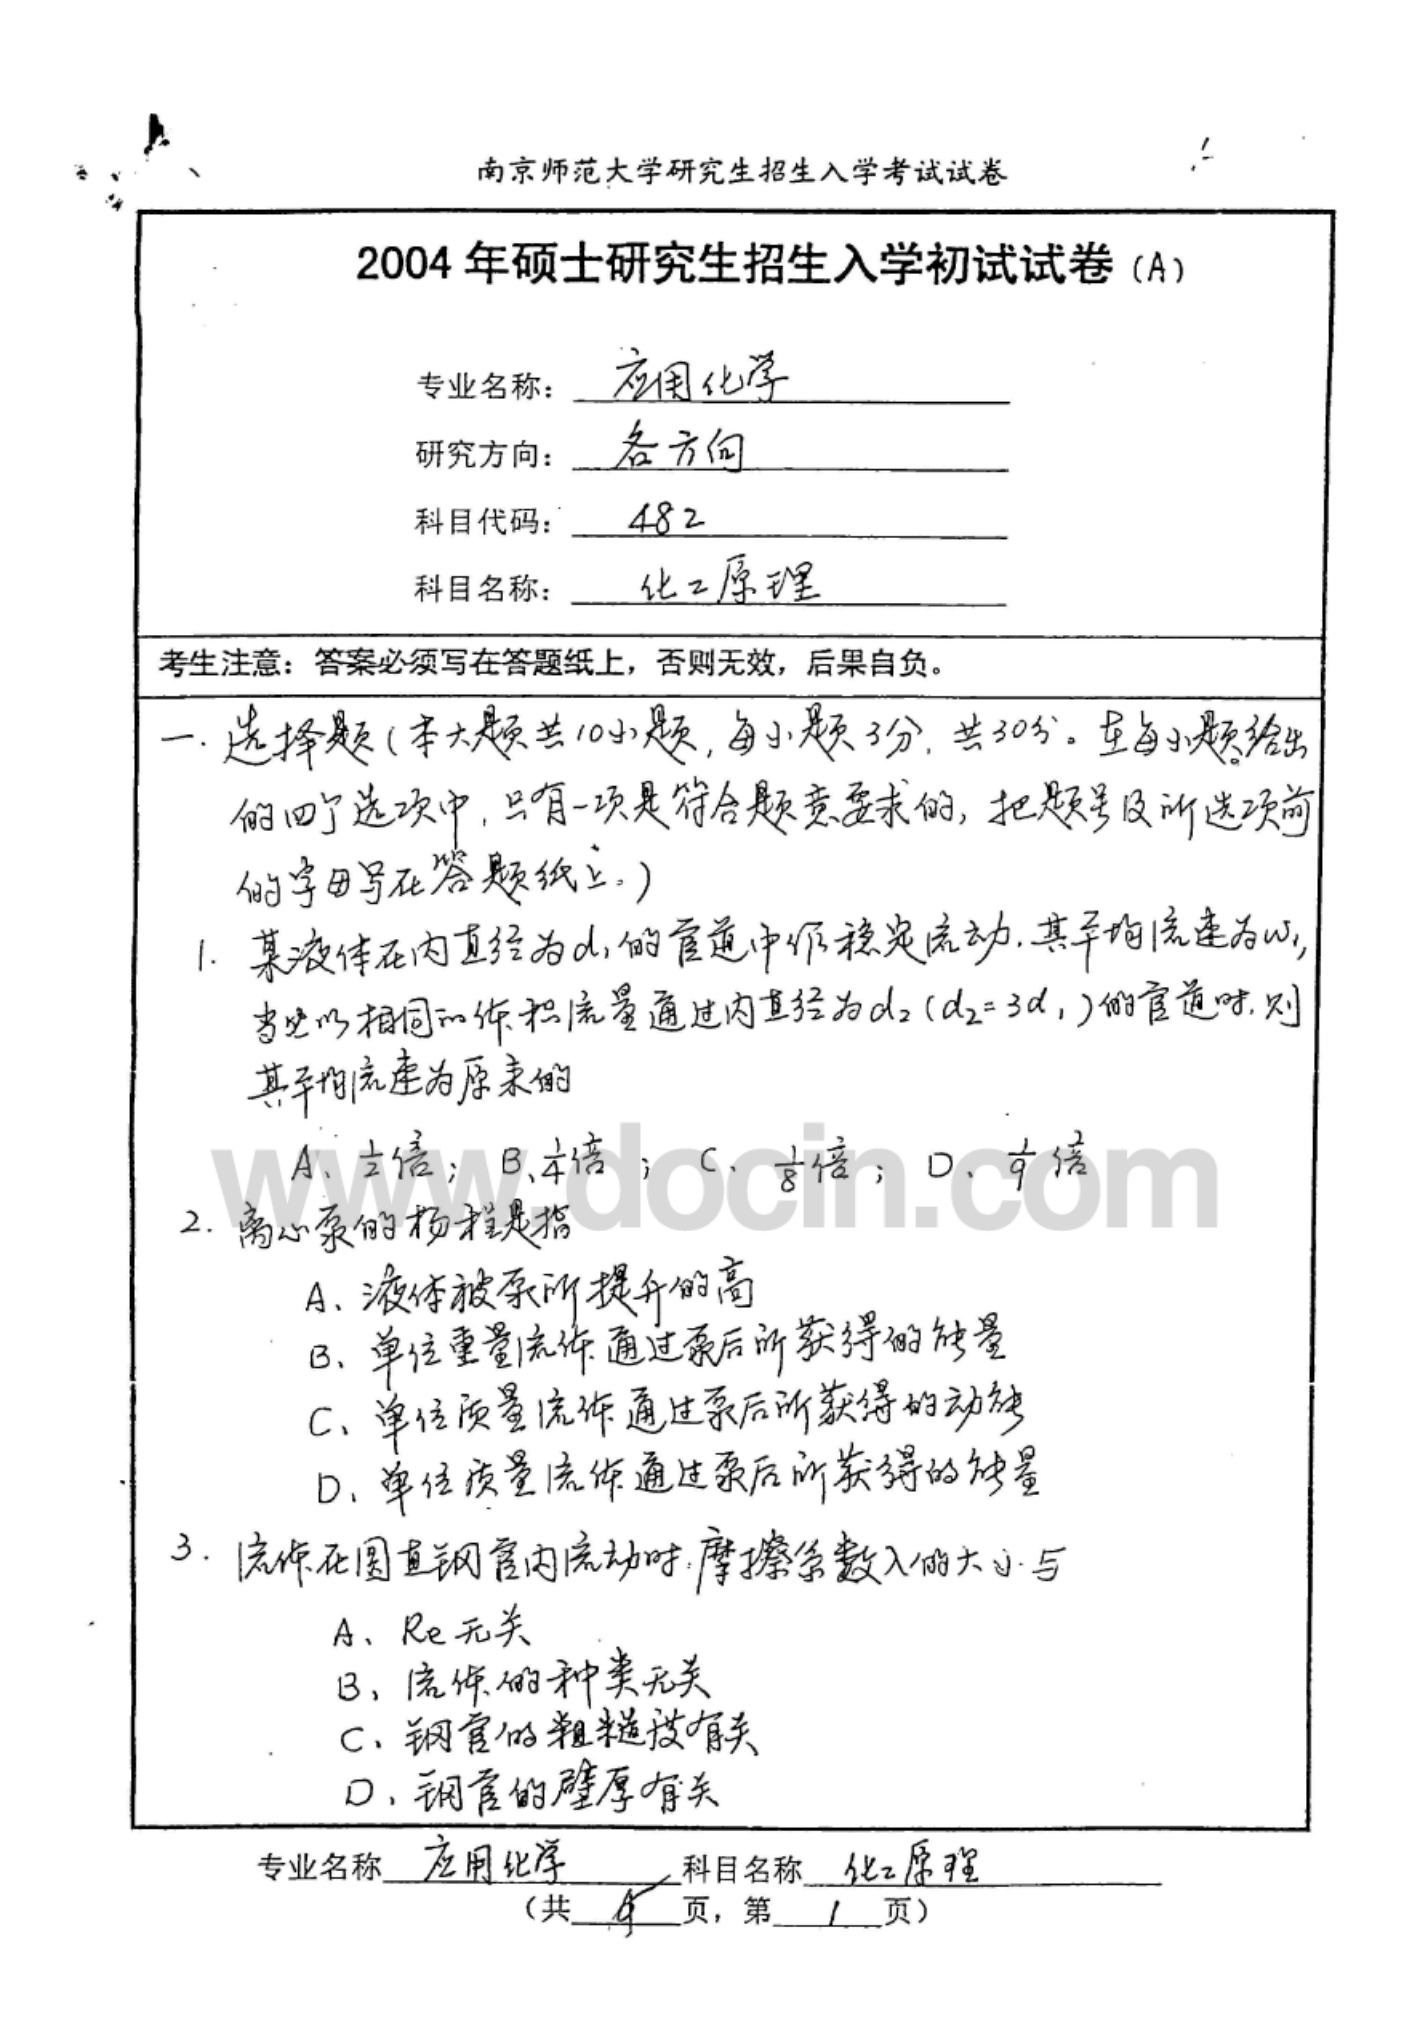 南京师范大学研究生招生入学考试试卷
2004年硕士研究生招生入学初试试卷(A)
专业名称: 应用化学
研究方向: 各方向
科目代码: 482
科目名称: 化工原理
考生注意: 答案必须写在答题纸上, 否则无效, 后果自负。
一. 选择题(本大题共10小题, 每小题3分, 共30分。在每小题给出
的四个选项中, 只有一项是符合题意要求的, 把题号及所选项前
的字母写在答题纸上。)
1. 某液体在内直径为d₁的管道中作稳定流动, 其平均流速为w₁,
当它以相同的体积流量通过内直径为d₂(d₂=3d₁)的管道时, 则
其平均流速为原来的
A、1/2倍; B、1/4倍; C、1/8倍; D、1/9倍
www.docin.com
2. 离心泵的扬程是指
A、液体被泵所提升的高
B、单位重量流体通过泵后所获得的能量
C、单位质量流体通过泵后所获得的动能
D、单位质量流体通过泵后所获得的能量
3. 流体在圆直钢管内流动时, 摩擦系数λ的大小与
A、Re无关
B、流体的种类无关
C、钢管的粗糙度有关
D、钢管的壁厚有关
专业名称 应用化学 科目名称 化工原理
(共 页, 第 1 页)